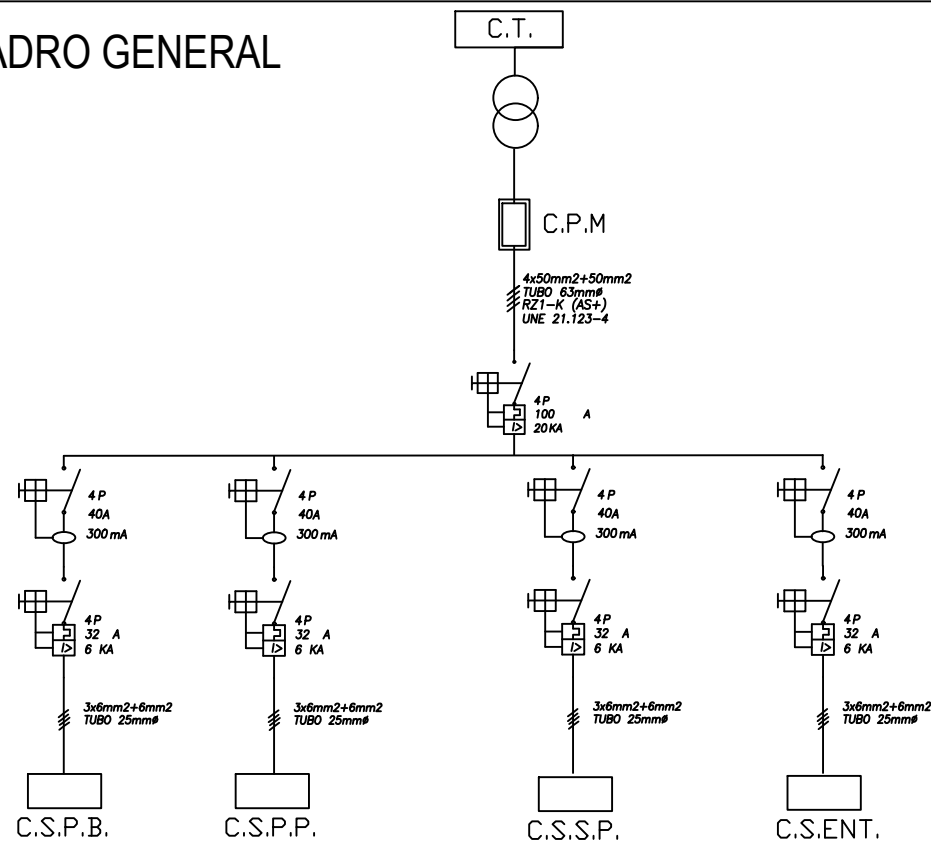 C.T.
ADRO GENERAL
C.P.M
4x50mm2+50mm2
TUBO 63mmø
RZ1-K (AS+)
UNE 21.123-4
4P
100 A
I> 20KA
4P
40A
300mA
4P
40A
300mA
4P
40A
300mA
4P
40A
300mA
4P
32 A
I> 6 KA
4P
32 A
I> 6 KA
4P
32 A
I> 6 KA
4P
32 A
I> 6 KA
3x6mm2+6mm2
TUBO 25mmø
3x6mm2+6mm2
TUBO 25mmø
3x6mm2+6mm2
TUBO 25mmø
3x6mm2+6mm2
TUBO 25mmø
C.S.P.B.
C.S.P.P.
C.S.S.P.
C.S.ENT.